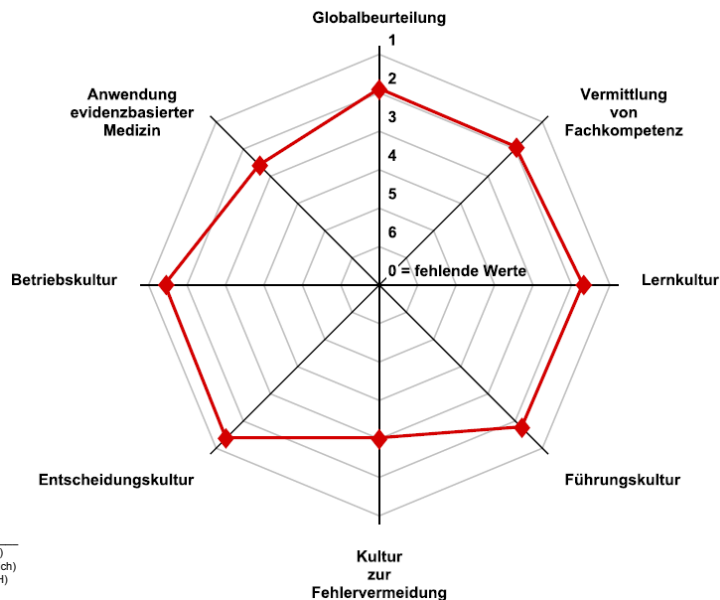 Globalbeurteilung
1
Anwendung
evidenzbasierter
Medizin
2
Vermittlung
von
Fachkompetenz
3
4
5
6
0 = fehlende Werte
Betriebskultur
Lernkultur
Entscheidungskultur
Führungskultur
Kultur
zur
Fehlervermeidung
)
ch)
H)